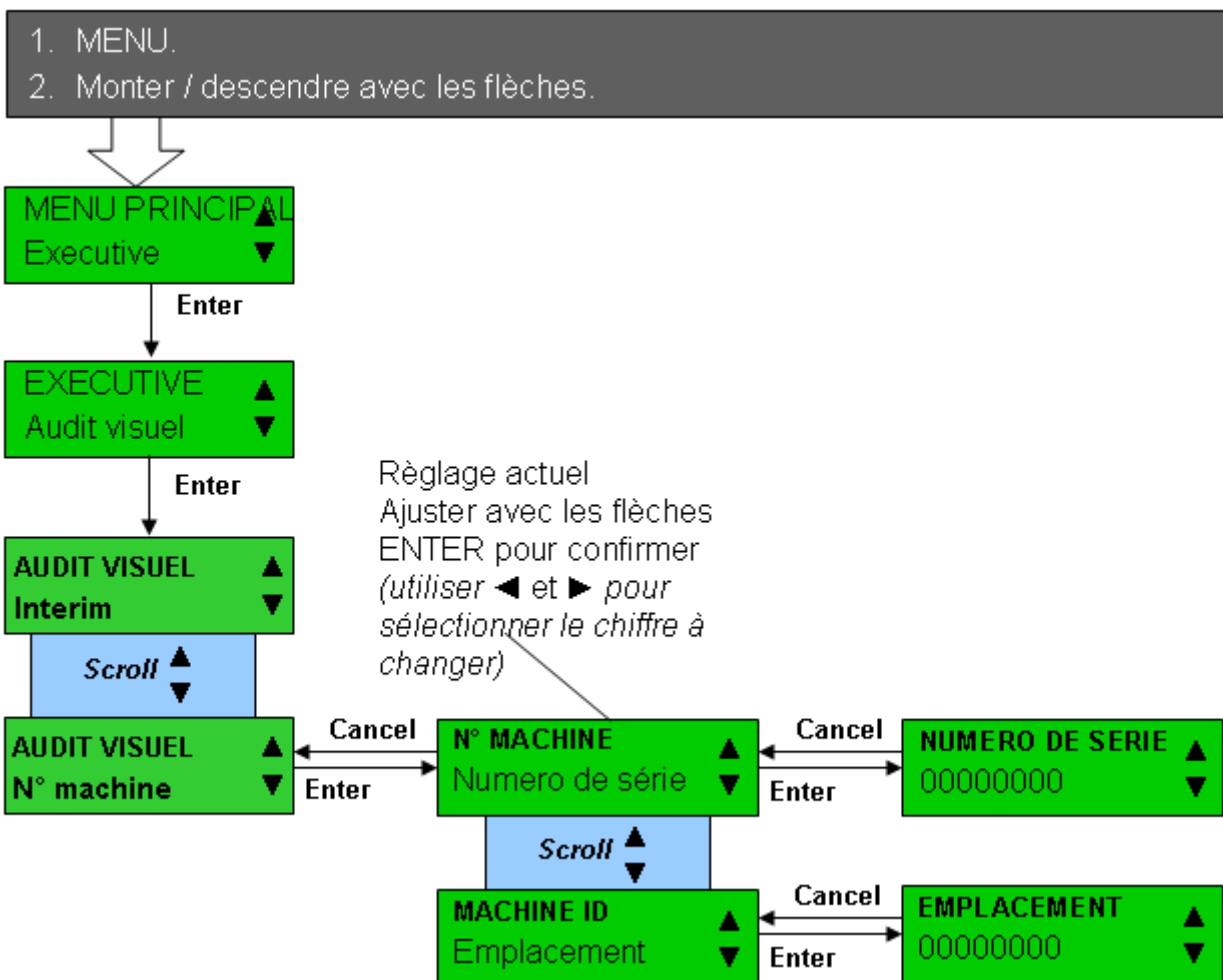 1. MENU.
2. Monter / descendre avec les flèches.
MENU PRINCIPAL
Executive
Enter
EXECUTIVE
Audit visuel
Enter
Règlage actuel
Ajuster avec les flèches
ENTER pour confirmer
(utiliser ◄ et ► pour
sélectionner le chiffre à
changer)
AUDIT VISUEL
Interim
Scroll
AUDIT VISUEL
N° machine
Cancel
Enter
N° MACHINE
Numero de série
Cancel
Enter
NUMERO DE SERIE
00000000
Scroll
MACHINE ID
Emplacement
Cancel
Enter
EMPLACEMENT
00000000